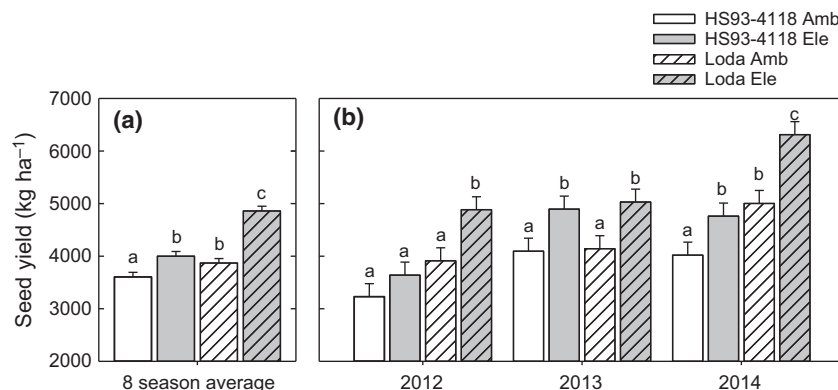 HS93-4118 Amb
HS93-4118 Ele
Loda Amb
Loda Ele
Seed yield (kg ha⁻¹)
7000
6000
5000
4000
3000
2000
(a)
a
b
b
c
8 season average
(b)
a
a
a
b
a
b
a
b
a
b
b
c
2012
2013
2014